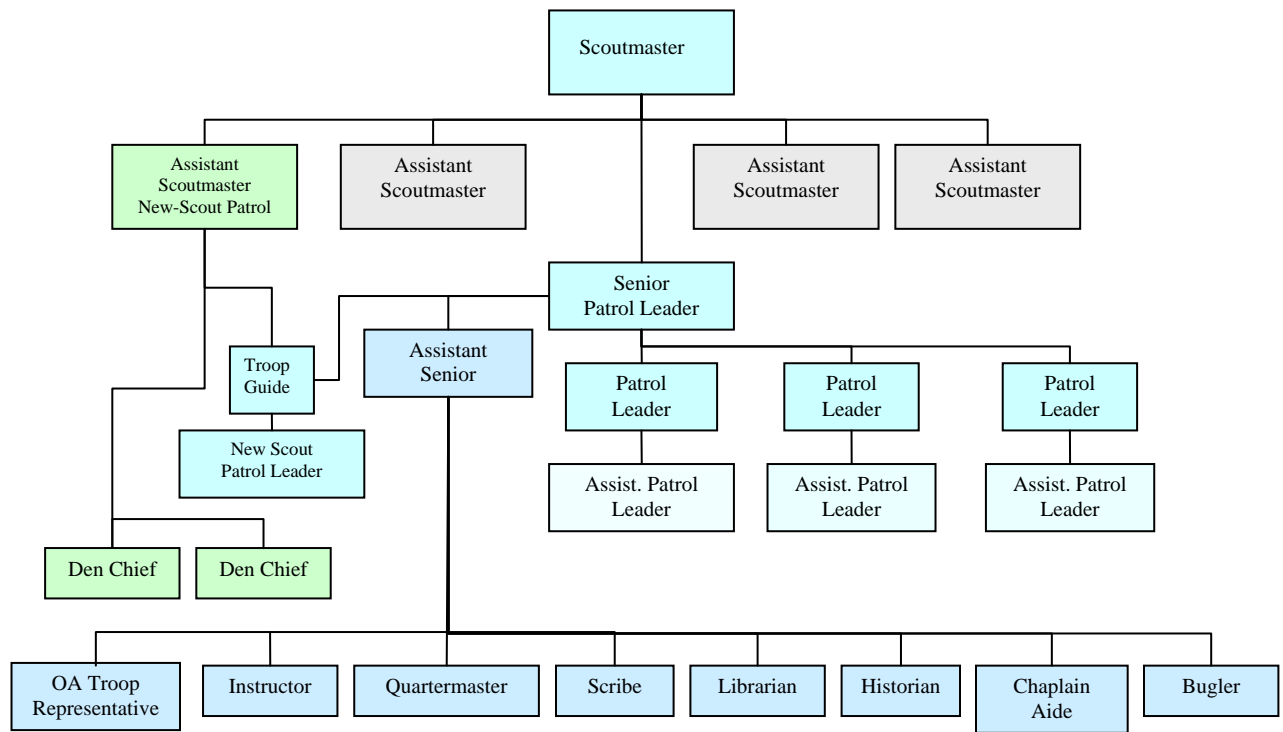 Scoutmaster
Assistant
Scoutmaster
New-Scout Patrol
Assistant
Scoutmaster
Assistant
Scoutmaster
Assistant
Scoutmaster
Senior
Patrol Leader
Assistant
Senior
Troop
Guide
New Scout
Patrol Leader
Patrol
Leader
Patrol
Leader
Patrol
Leader
Assist. Patrol
Leader
Assist. Patrol
Leader
Assist. Patrol
Leader
Den Chief
Den Chief
OA Troop
Representative
Instructor
Quartermaster
Scribe
Librarian
Historian
Chaplain
Aide
Bugler